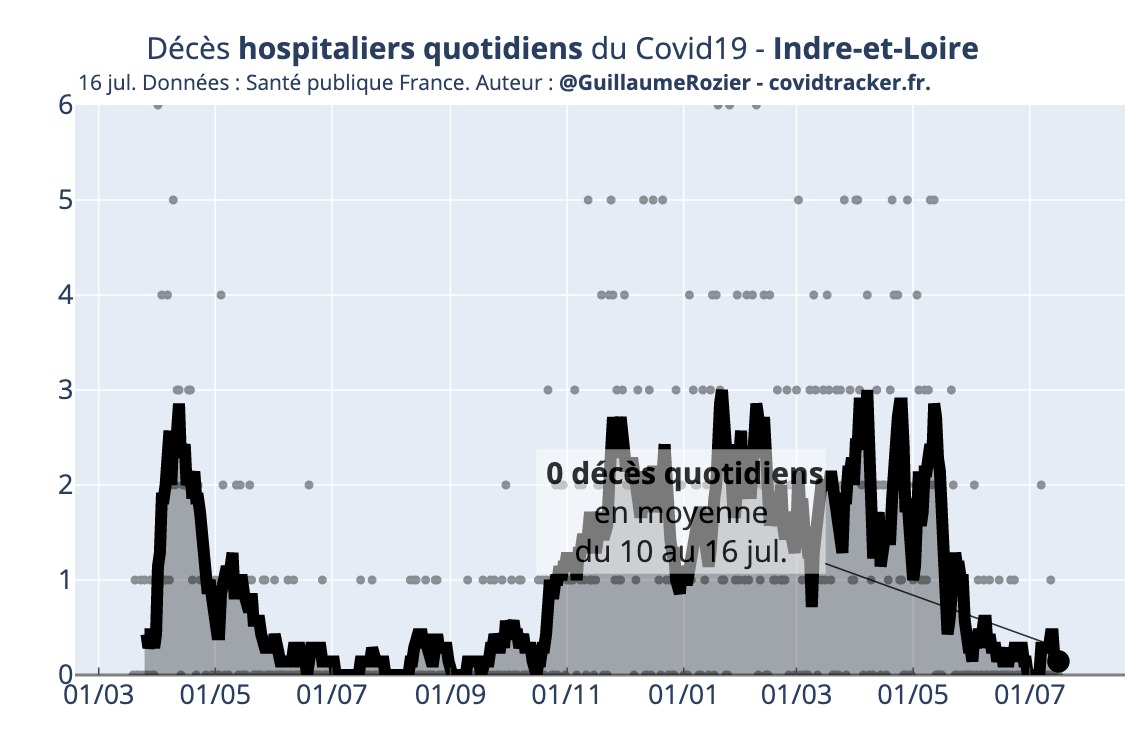 Décès hospitaliers quotidiens du Covid19 - Indre-et-Loire
16 jul. Données : Santé publique France. Auteur : @GuillaumeRozier - covidtracker.fr.
6
5
4
3
2
1
0
0 décès quotidiens
en moyenne
du 10 au 16 jul.
01/03 01/05 01/07 01/09 01/11 01/01 01/03 01/05 01/07